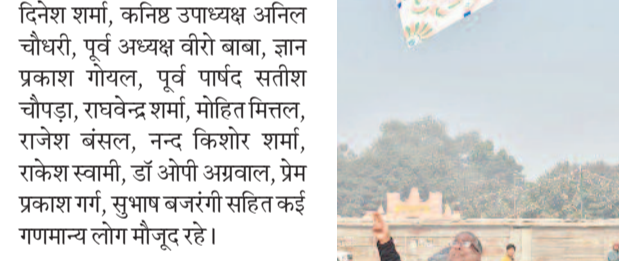 दिनेश शर्मा, कनिष्ठ उपाध्यक्ष अनिल
चौधरी, पूर्व अध्यक्ष वीरो बाबा, ज्ञान
प्रकाश गोयल, पूर्व पार्षद सतीश
चौपड़ा, राघवेन्द्र शर्मा, मोहित मित्तल,
राजेश बंसल, नन्द किशोर शर्मा,
राकेश स्वामी, डॉ ओपी अग्रवाल, प्रेम
प्रकाश गर्ग, सुभाष बजरंगी सहित कई
गणमान्य लोग मौजूद रहे।